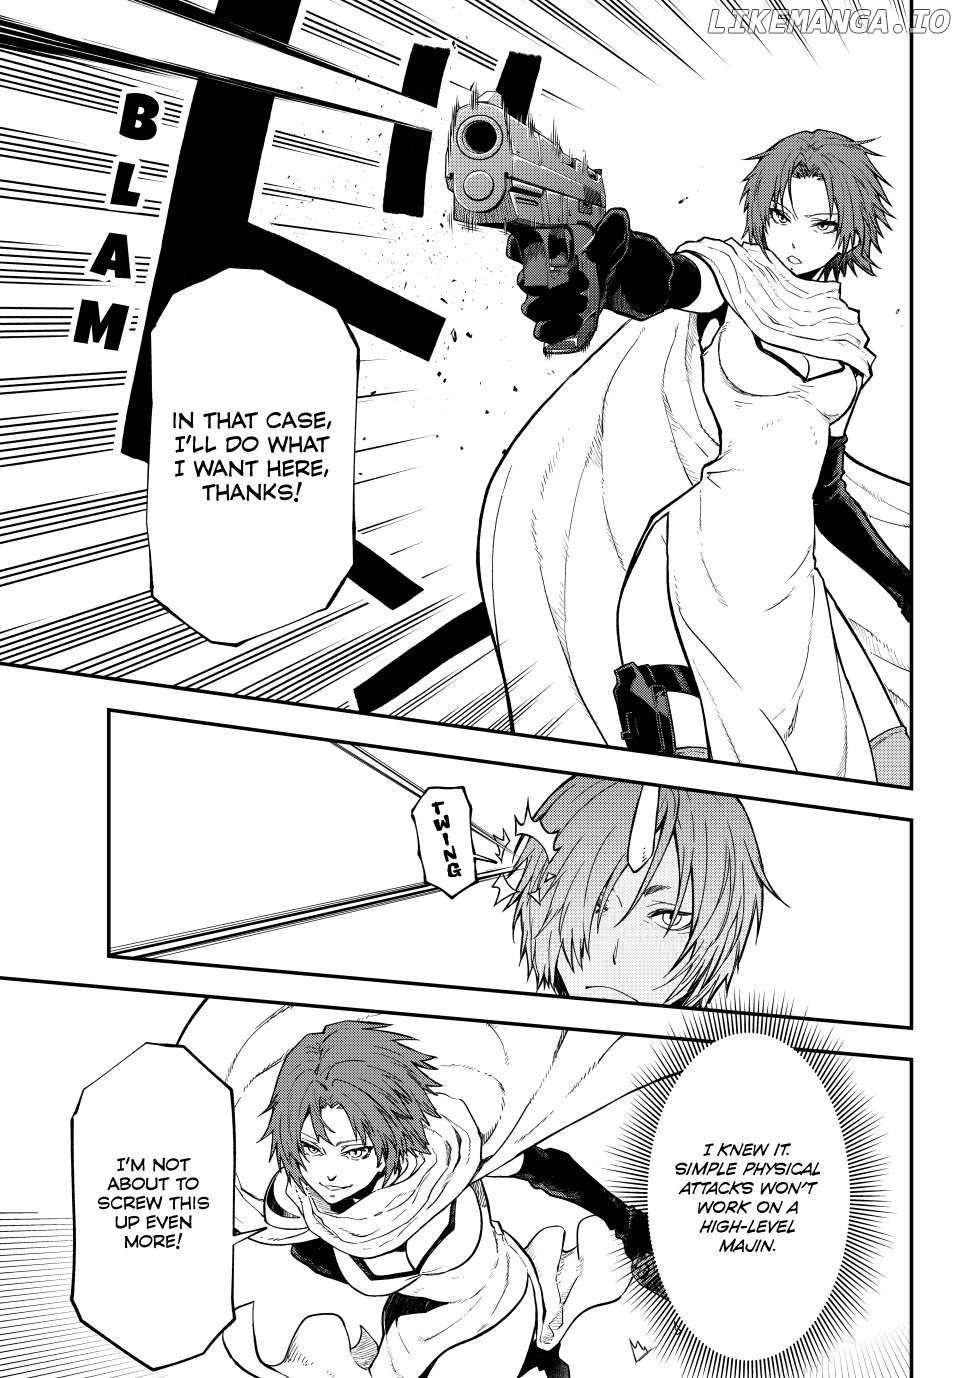 LIKEMANGA.IO
BLAM
IN THAT CASE,
I'LL DO WHAT
I WANT HERE,
THANKS!
TWING
I KNEW IT.
SIMPLE PHYSICAL
ATTACKS WON'T
WORK ON A
HIGH-LEVEL
MAJIN.
I'M NOT
ABOUT TO
SCREW THIS
UP EVEN
MORE!